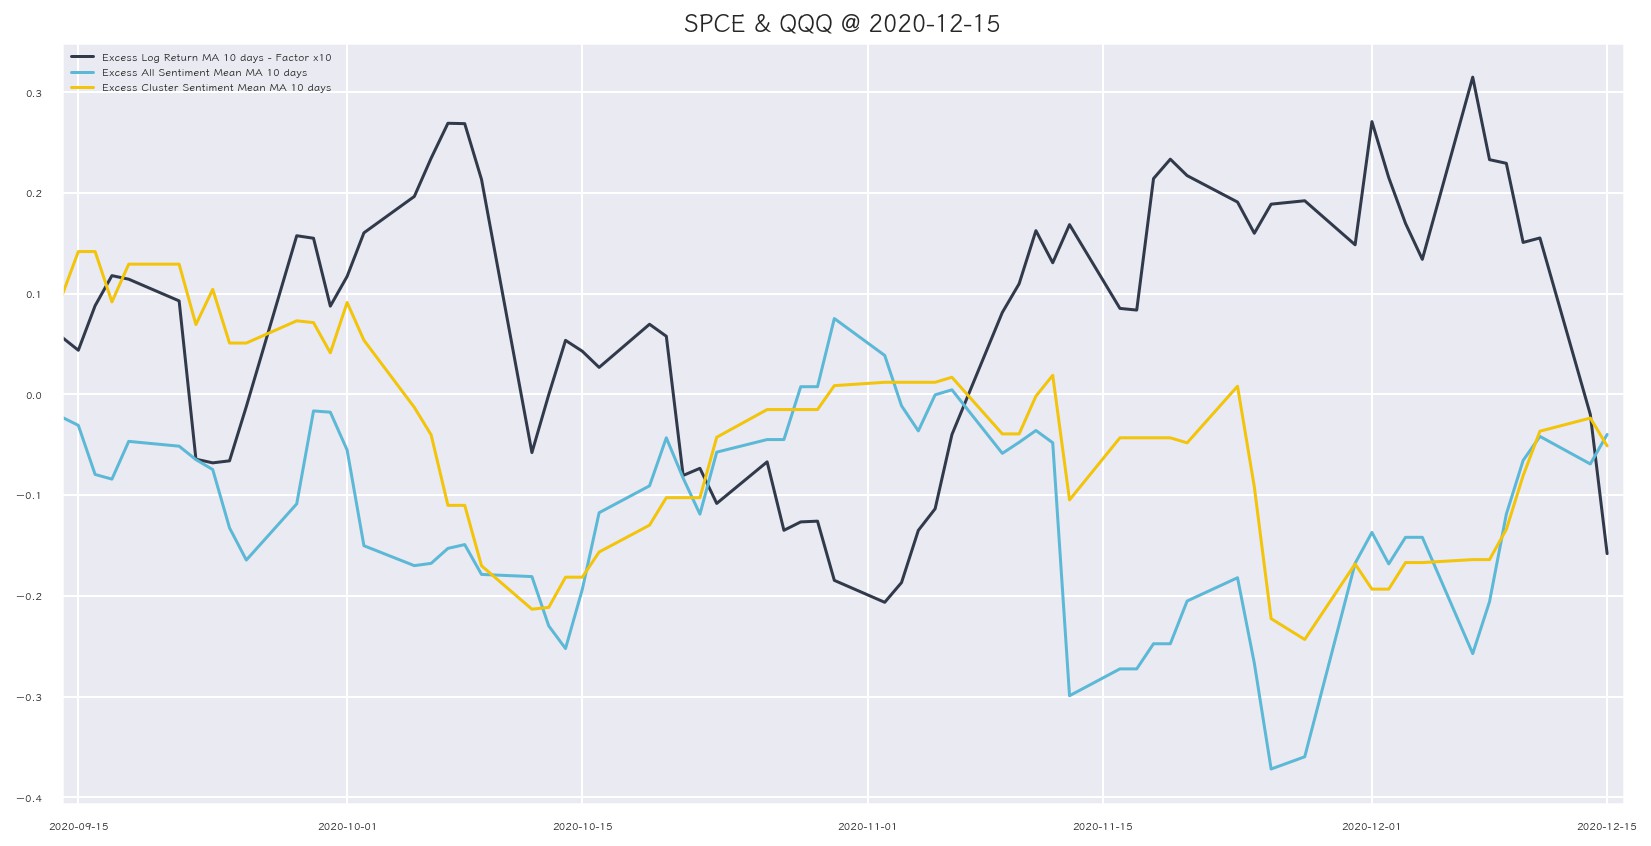 SPCE & QQQ @ 2020-12-15
Excess Log Return MA 10 days - Factor x10
Excess All Sentiment Mean MA 10 days
Excess Cluster Sentiment Mean MA 10 days
0.3
0.2
0.1
0.0
−0.1
−0.2
−0.3
−0.4
2020-09-15 2020-10-01 2020-10-15 2020-11-01 2020-11-15 2020-12-01 2020-12-15